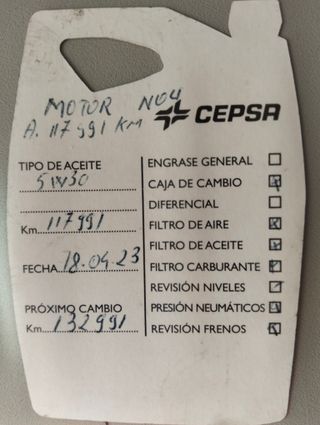 MOTOR NO4
A. 117991 KM
CEPSA
TIPO DE ACEITE
5W30
Km. 117991
FECHA 18.04.23
PRÓXIMO CAMBIO
Km. 132991
ENGRASE GENERAL
CAJA DE CAMBIO
DIFERENCIAL
FILTRO DE AIRE
FILTRO DE ACEITE
FILTRO CARBURANTE
REVISIÓN NIVELES
PRESIÓN NEUMÁTICOS
REVISIÓN FRENOS